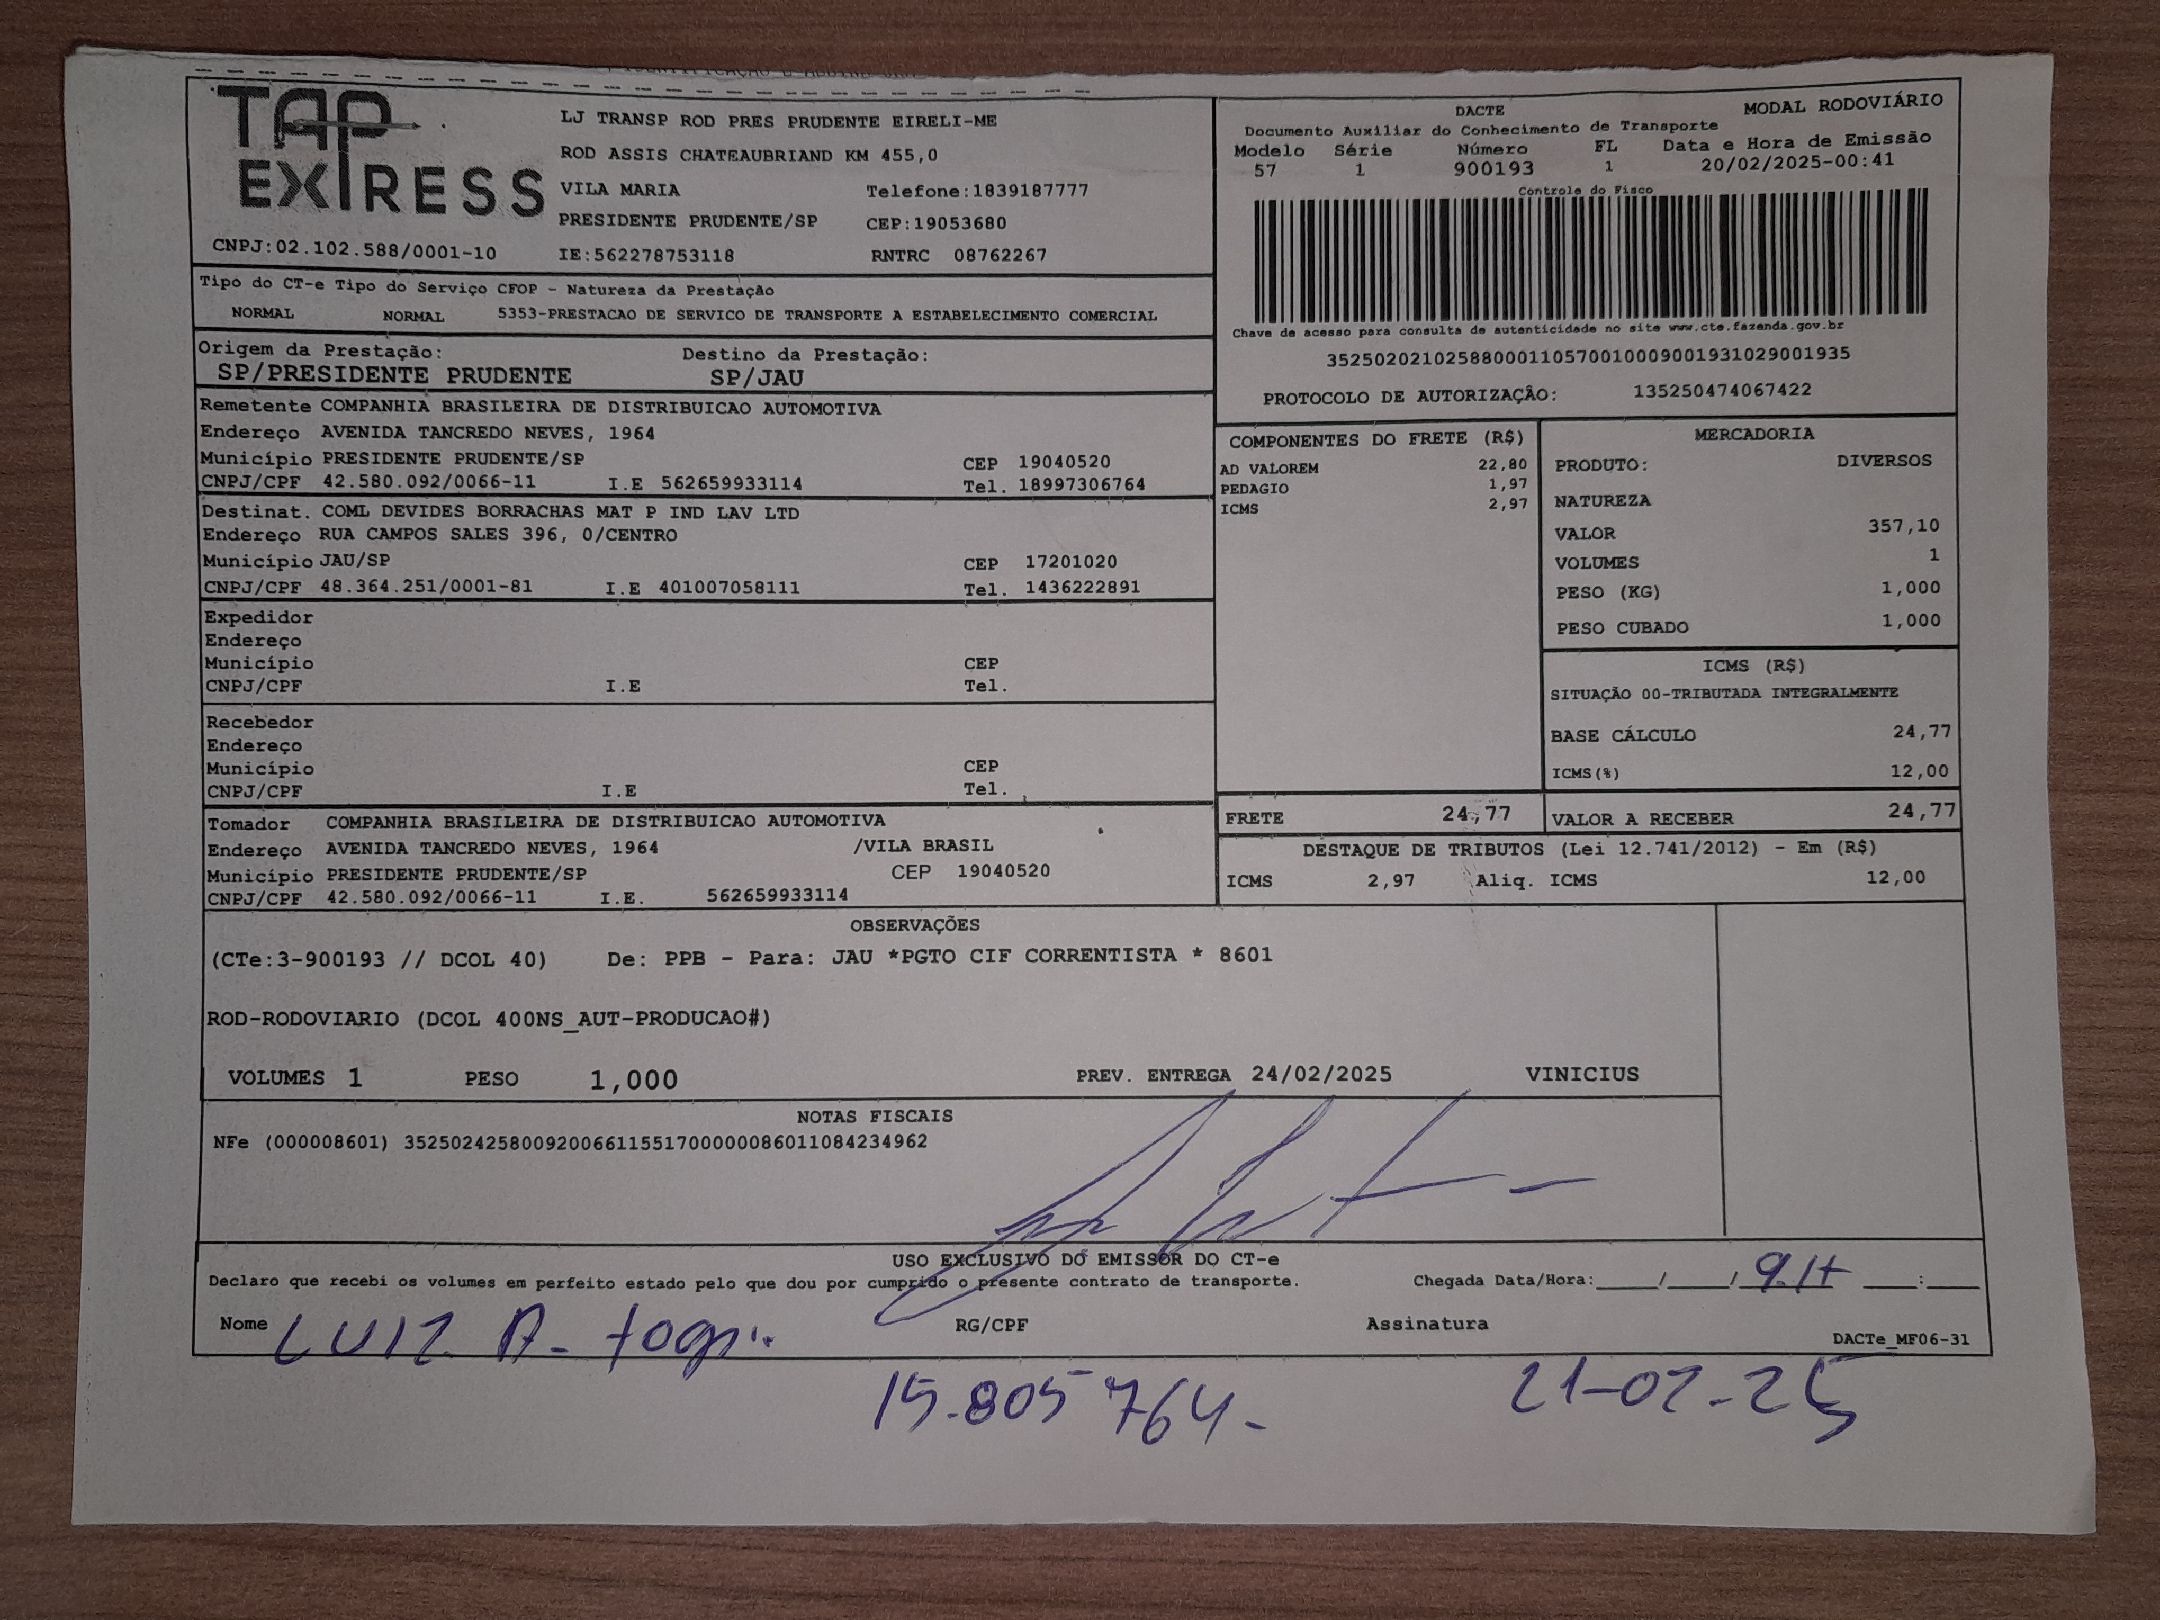 TAP
EXPRESS
CNPJ:02.102.588/0001-10
LJ TRANSP ROD PRES PRUDENTE EIRELI-ME
ROD ASSIS CHATEAUBRIAND KM 455,0
VILA MARIA Telefone:1839187777
PRESIDENTE PRUDENTE/SP CEP:19053680
IE:562278753118 RNTRC 08762267
DACTE MODAL RODOVIÁRIO
Documento Auxiliar do Conhecimento de Transporte
Modelo Série Número FL Data e Hora de Emissão
57 1 900193 1 20/02/2025-00:41
Controle do Fisco
Chave de acesso para consulta de autenticidade no site www.cte.fazenda.gov.br
35250202102588000110570010009001931029001935
PROTOCOLO DE AUTORIZAÇÃO: 135250474067422
Tipo do CT-e Tipo do Serviço CFOP - Natureza da Prestação
NORMAL NORMAL 5353-PRESTACAO DE SERVICO DE TRANSPORTE A ESTABELECIMENTO COMERCIAL
Origem da Prestação: Destino da Prestação:
SP/PRESIDENTE PRUDENTE SP/JAU
Remetente COMPANHIA BRASILEIRA DE DISTRIBUICAO AUTOMOTIVA
Endereço AVENIDA TANCREDO NEVES, 1964
Município PRESIDENTE PRUDENTE/SP CEP 19040520
CNPJ/CPF 42.580.092/0066-11 I.E 562659933114 Tel. 18997306764
Destinat. COML DEVIDES BORRACHAS MAT P IND LAV LTD
Endereço RUA CAMPOS SALES 396, 0/CENTRO
Município JAU/SP CEP 17201020
CNPJ/CPF 48.364.251/0001-81 I.E 401007058111 Tel. 1436222891
Expedidor
Endereço
Município CEP
CNPJ/CPF I.E Tel.
Recebedor
Endereço
Município CEP
CNPJ/CPF I.E Tel.
Tomador COMPANHIA BRASILEIRA DE DISTRIBUICAO AUTOMOTIVA
Endereço AVENIDA TANCREDO NEVES, 1964 /VILA BRASIL
Município PRESIDENTE PRUDENTE/SP CEP 19040520
CNPJ/CPF 42.580.092/0066-11 I.E. 562659933114
COMPONENTES DO FRETE (R$)
AD VALOREM 22,80
PEDAGIO 1,97
ICMS 2,97
MERCADORIA
PRODUTO: DIVERSOS
NATUREZA
VALOR 357,10
VOLUMES 1
PESO (KG) 1,000
PESO CUBADO 1,000
ICMS (R$)
SITUAÇÃO 00-TRIBUTADA INTEGRALMENTE
BASE CÁLCULO 24,77
ICMS(%) 12,00
FRETE 24,77 VALOR A RECEBER 24,77
DESTAQUE DE TRIBUTOS (Lei 12.741/2012) - Em (R$)
ICMS 2,97 Aliq. ICMS 12,00
OBSERVAÇÕES
(CTe:3-900193 // DCOL 40) De: PPB - Para: JAU *PGTO CIF CORRENTISTA * 8601
ROD-RODOVIARIO (DCOL 400NS_AUT-PRODUCAO#)
VOLUMES 1 PESO 1,000 PREV. ENTREGA 24/02/2025 VINICIUS
NOTAS FISCAIS
NFe (000008601) 35250242580092006611551700000086011084234962
USO EXCLUSIVO DO EMISSOR DO CT-e
Declaro que recebi os volumes em perfeito estado pelo que dou por cumprido o presente contrato de transporte. Chegada Data/Hora:____/____/____ ___:___
Nome LUIZ A. RG/CPF Assinatura
DACTe_MF06-31
15.805 764- 21-02-25